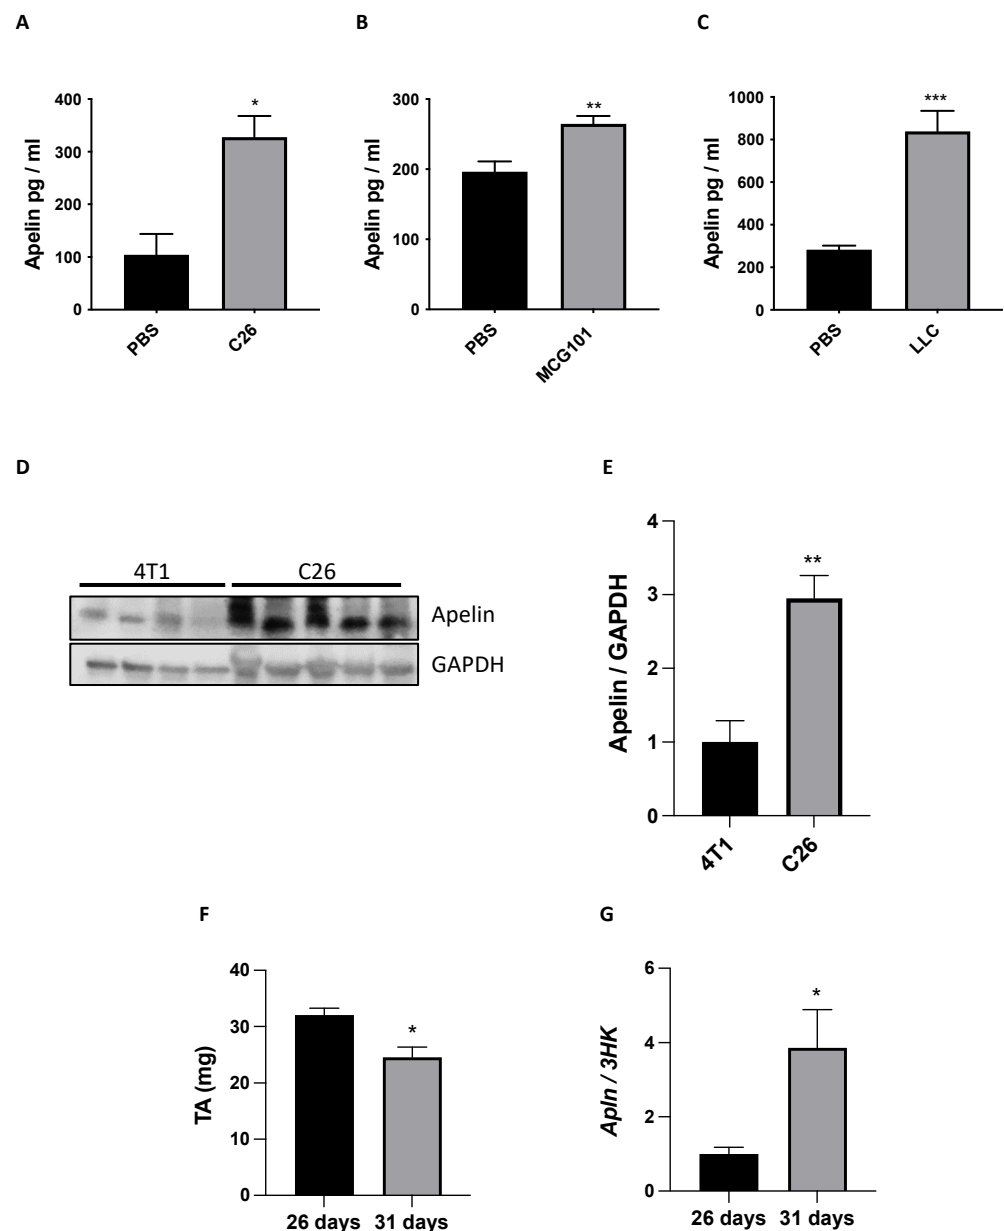 A
B
C
Apelin pg / ml
400
300
200
100
0
*
PBS
C26
Apelin pg / ml
300
200
100
0
**
PBS
MCG101
Apelin pg / ml
1000
800
600
400
200
0
***
PBS
LLC
D
E
4T1 C26
Apelin
GAPDH
Apelin / GAPDH
4
3
2
1
0
**
4T1
C26
F
G
TA (mg)
40
30
20
10
0
*
26 days 31 days
Apln / 3HK
6
4
2
0
*
26 days 31 days